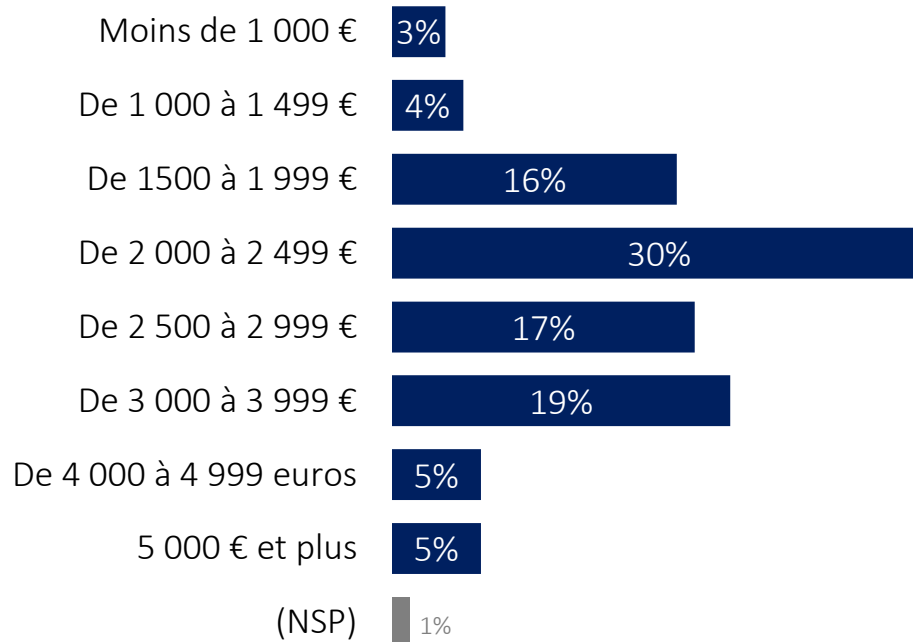 Moins de 1 000 € 3%
De 1 000 à 1 499 € 4%
De 1500 à 1 999 € 16%
De 2 000 à 2 499 € 30%
De 2 500 à 2 999 € 17%
De 3 000 à 3 999 € 19%
De 4 000 à 4 999 euros 5%
5 000 € et plus 5%
(NSP) 1%